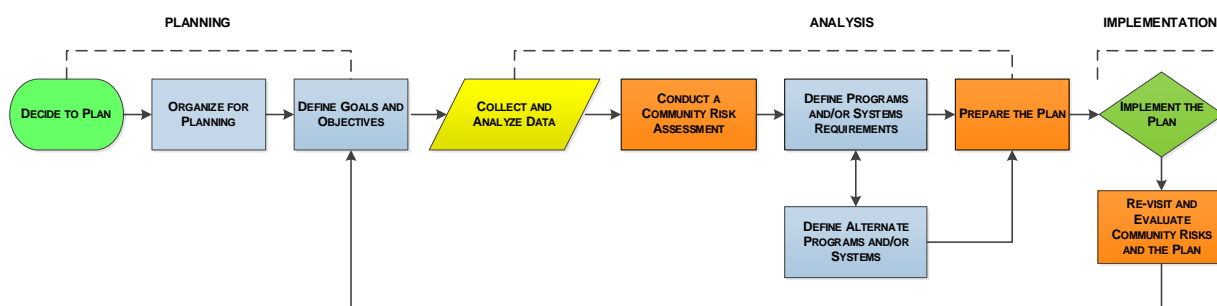 PLANNING
ANALYSIS
IMPLEMENTATION
DECIDE TO PLAN
ORGANIZE FOR
PLANNING
DEFINE GOALS AND
OBJECTIVES
COLLECT AND
ANALYZE DATA
CONDUCT A
COMMUNITY RISK
ASSESSMENT
DEFINE PROGRAMS
AND/OR SYSTEMS
REQUIREMENTS
PREPARE THE PLAN
IMPLEMENT THE
PLAN
DEFINE ALTERNATE
PROGRAMS AND/OR
SYSTEMS
RE-VISIT AND
EVALUATE
COMMUNITY RISKS
AND THE PLAN